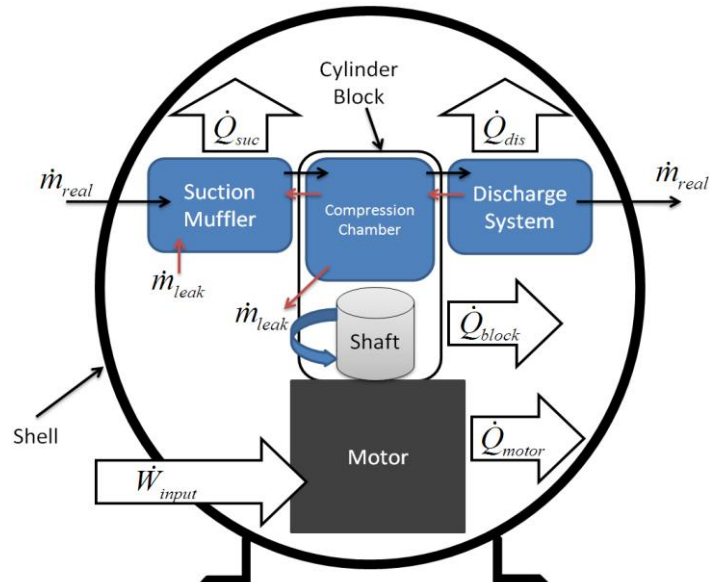 Cylinder
Block
Q̇suc
Q̇dis
ṁreal
ṁreal
Suction
Muffler
Compression
Chamber
Discharge
System
ṁleak
ṁleak
Shaft
Q̇block
Shell
Motor
Q̇motor
Ẇinput